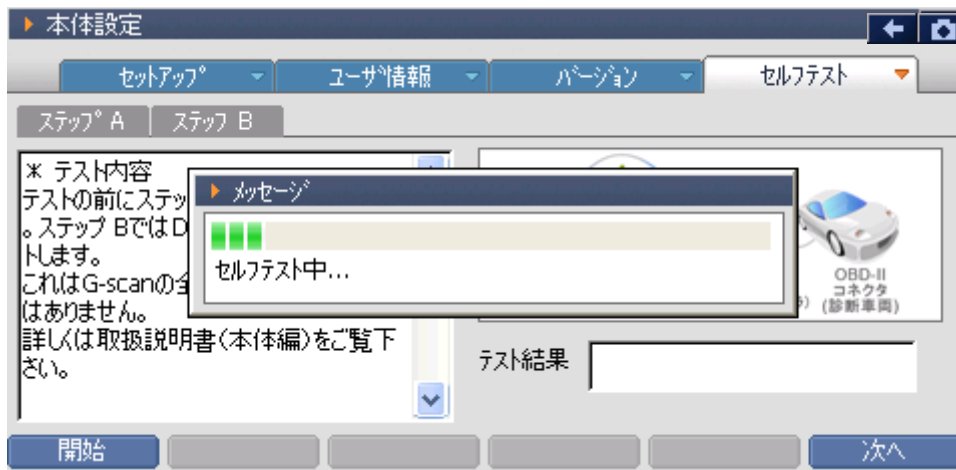 本体設定
セットアップ
ユーザ情報
バージョン
セルフテスト
ステップ A
ステップ B
* テスト内容
テストの前にステッ
。ステップ BではD
トします。
これはG-scanの全
はありません。
詳しくは取扱説明書(本体編)をご覧下
さい。
メッセージ
セルフテスト中...
OBD-II
コネクタ
(診断車両)
テスト結果
開始
次へ